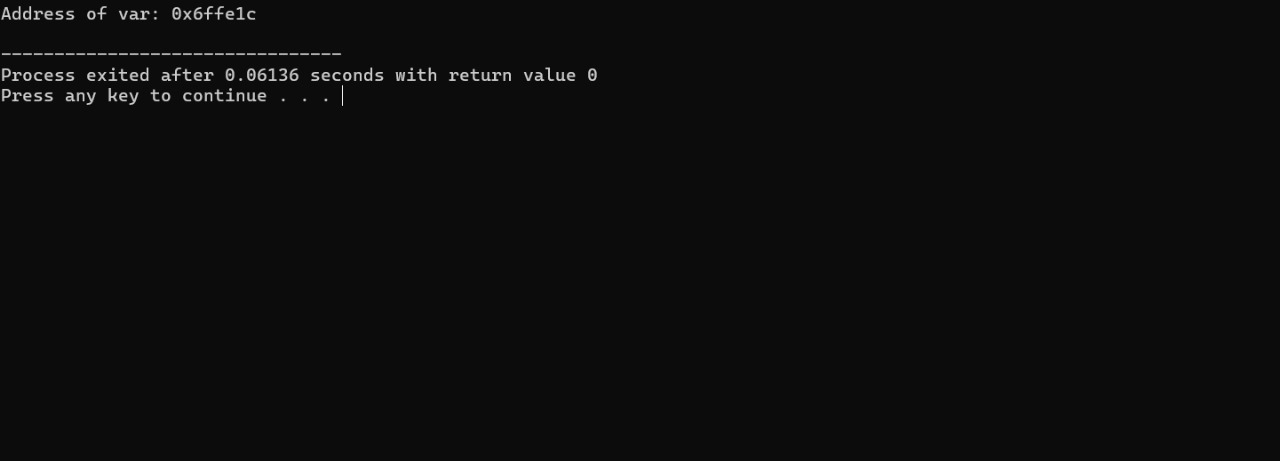 Address of var: 0x6ffe1c
--------------------------------
Process exited after 0.06136 seconds with return value 0
Press any key to continue . . .